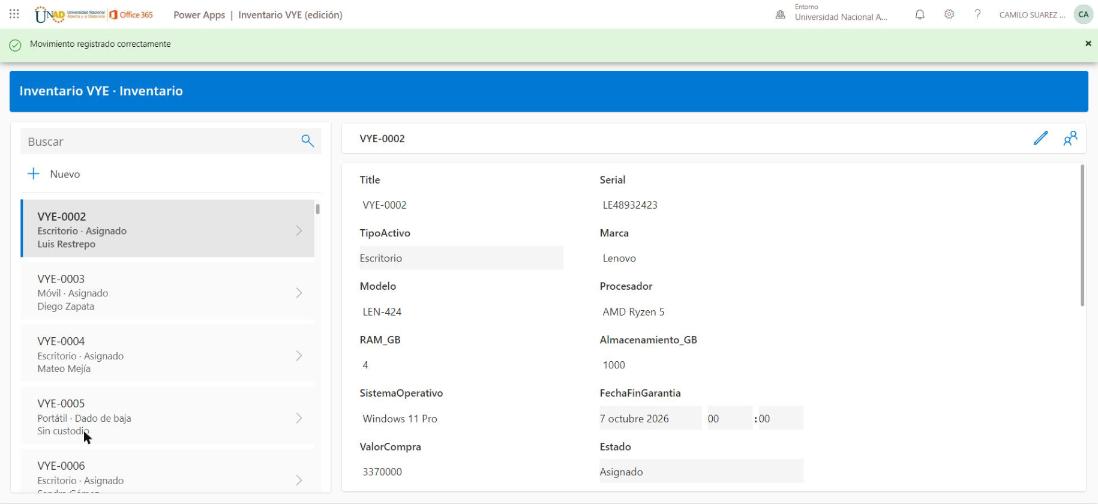 UNAD Universidad Nacional Abierta y a Distancia Office 365
Power Apps | Inventario VYE (edición)
Entorno
Universidad Nacional A...
CAMILO SUAREZ ...
CA
Movimiento registrado correctamente
Inventario VYE · Inventario
Buscar
Nuevo
VYE-0002
Escritorio · Asignado
Luis Restrepo
VYE-0003
Móvil · Asignado
Diego Zapata
VYE-0004
Escritorio · Asignado
Mateo Mejía
VYE-0005
Portátil · Dado de baja
Sin custodio
VYE-0006
Escritorio · Asignado
VYE-0002
Title
Serial
VYE-0002
LE48932423
TipoActivo
Marca
Escritorio
Lenovo
Modelo
Procesador
LEN-424
AMD Ryzen 5
RAM_GB
Almacenamiento_GB
4
1000
SistemaOperativo
FechaFinGarantia
Windows 11 Pro
7 octubre 2026 00 : 00
ValorCompra
Estado
3370000
Asignado